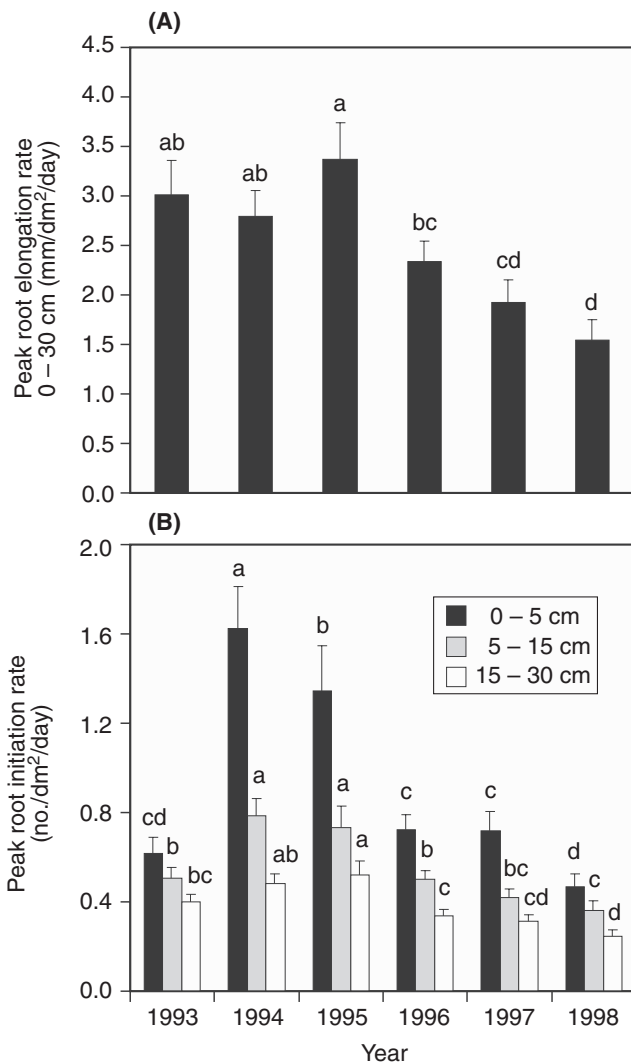 (A)
Peak root elongation rate
0 – 30 cm (mm/dm²/day)
4.5
4.0
3.5
3.0
2.5
2.0
1.5
1.0
0.5
0.0
ab
ab
a
bc
cd
d
(B)
Peak root initiation rate
(no./dm²/day)
2.0
1.6
1.2
0.8
0.4
0.0
0 – 5 cm
5 – 15 cm
15 – 30 cm
cd
b
bc
a
a
ab
b
a
a
c
b
c
c
bc
cd
d
c
d
1993 1994 1995 1996 1997 1998
Year